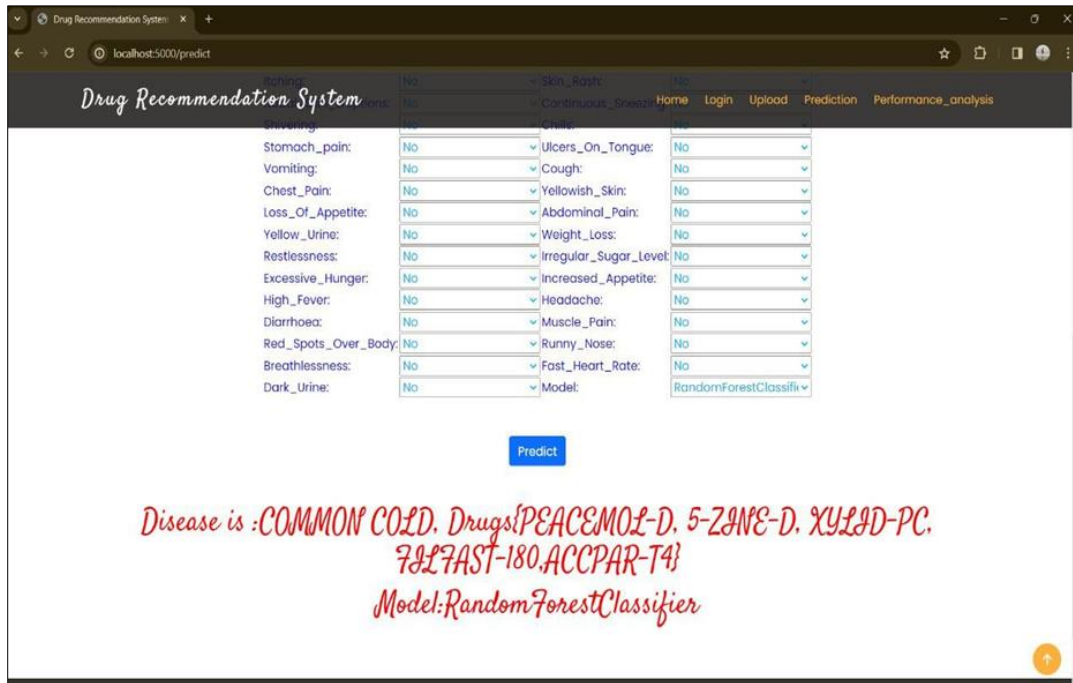 Drug Recommendation System × +
localhost:5000/predict
Drug Recommendation System Home Login Upload Prediction Performance_analysis
Itching: No Skin_Rash: No
No Continuous_Sneezing
Shivering: No Chills: No
Stomach_pain: No Ulcers_On_Tongue: No
Vomiting: No Cough: No
Chest_Pain: No Yellowish_Skin: No
Loss_Of_Appetite: No Abdominal_Pain: No
Yellow_Urine: No Weight_Loss: No
Restlessness: No Irregular_Sugar_Level: No
Excessive_Hunger: No Increased_Appetite: No
High_Fever: No Headache: No
Diarrhoea: No Muscle_Pain: No
Red_Spots_Over_Body: No Runny_Nose: No
Breathlessness: No Fast_Heart_Rate: No
Dark_Urine: No Model: RandomForestClassifi
Predict
Disease is :COMMON COLD, Drugs{PEACEMOL-D, 5-ZINE-D, XYLID-PC,
FILFAST-180,ACCPAR-T4}
Model:RandomForestClassifier